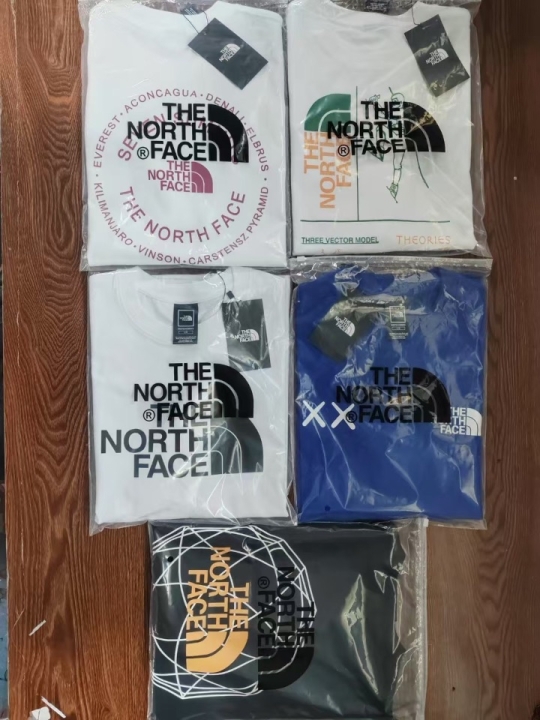 EVEREST · ACONCAGUA · DENALI · ELBRUS ·
KILIMANJARO · VINSON · CARSTENSZ PYRAMID ·
THE
NORTH
®FACE
THE
NORTH
FACE
THE NORTH FACE
THE
NORTH
®FACE
THE
NORTH
FACE
THREE VECTOR MODEL
THEORIES
THE
NORTH
®FACE
NORTH
FACE
THE
NORTH
®FACE
XX
THE
NORTH
FACE
THE
NORTH
FACE
THE
NORTH
®FACE